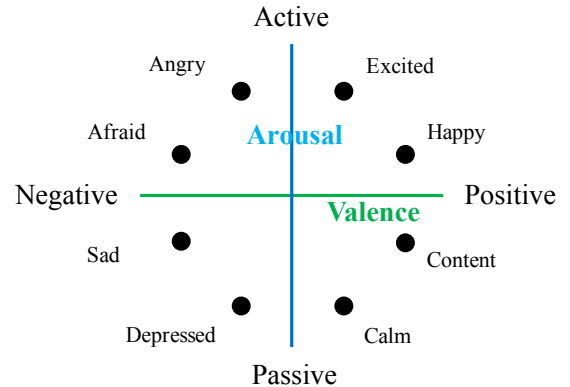 Active
Angry
Excited
Afraid
Arousal
Happy
Negative
Positive
Valence
Sad
Content
Depressed
Calm
Passive